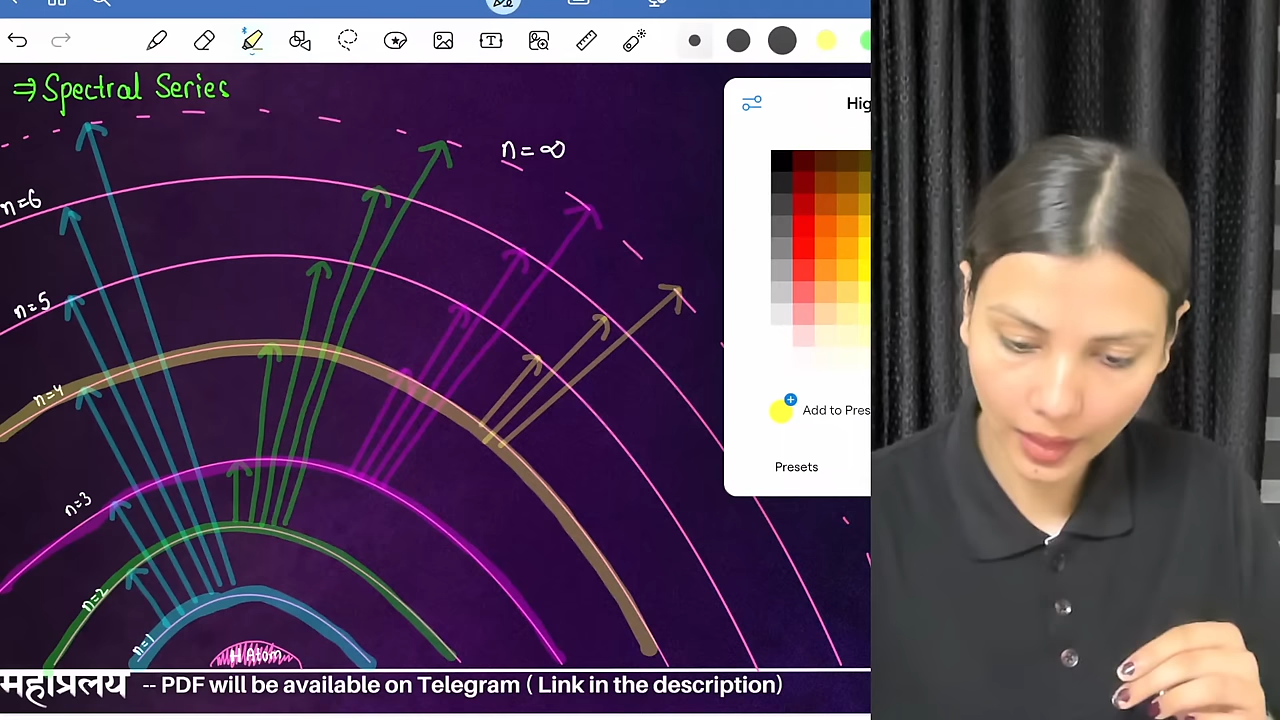 Hig
⇒ Spectral Series
n = ∞
n=6
n=5
n=4
n=3
n=2
n=1
H Atom
Add to Pres
Presets
महाप्रलय -- PDF will be available on Telegram ( Link in the description)